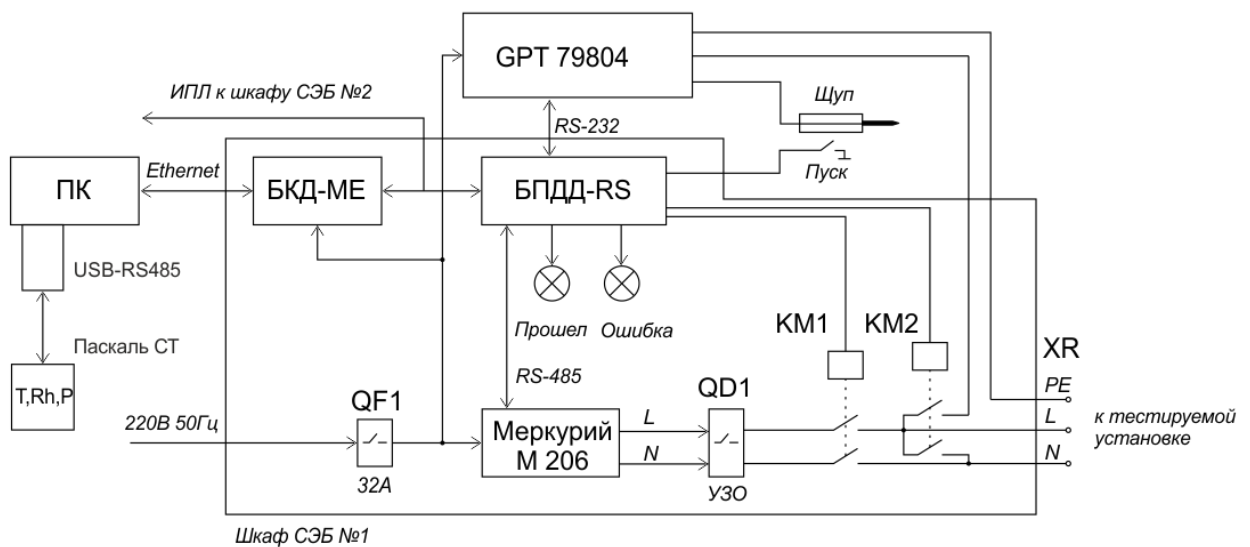 GPT 79804
ИПЛ к шкафу СЭБ №2
Щуп
RS-232
Ethernet
ПК
БКД-МЕ
БПДД-RS
Пуск
USB-RS485
Прошел
Ошибка
КМ1
КМ2
XR
Паскаль СТ
T,Rh,P
RS-485
PE
QF1
QD1
L
к тестируемой
установке
220В 50Гц
Меркурий
М 206
L
N
N
32А
УЗО
Шкаф СЭБ №1